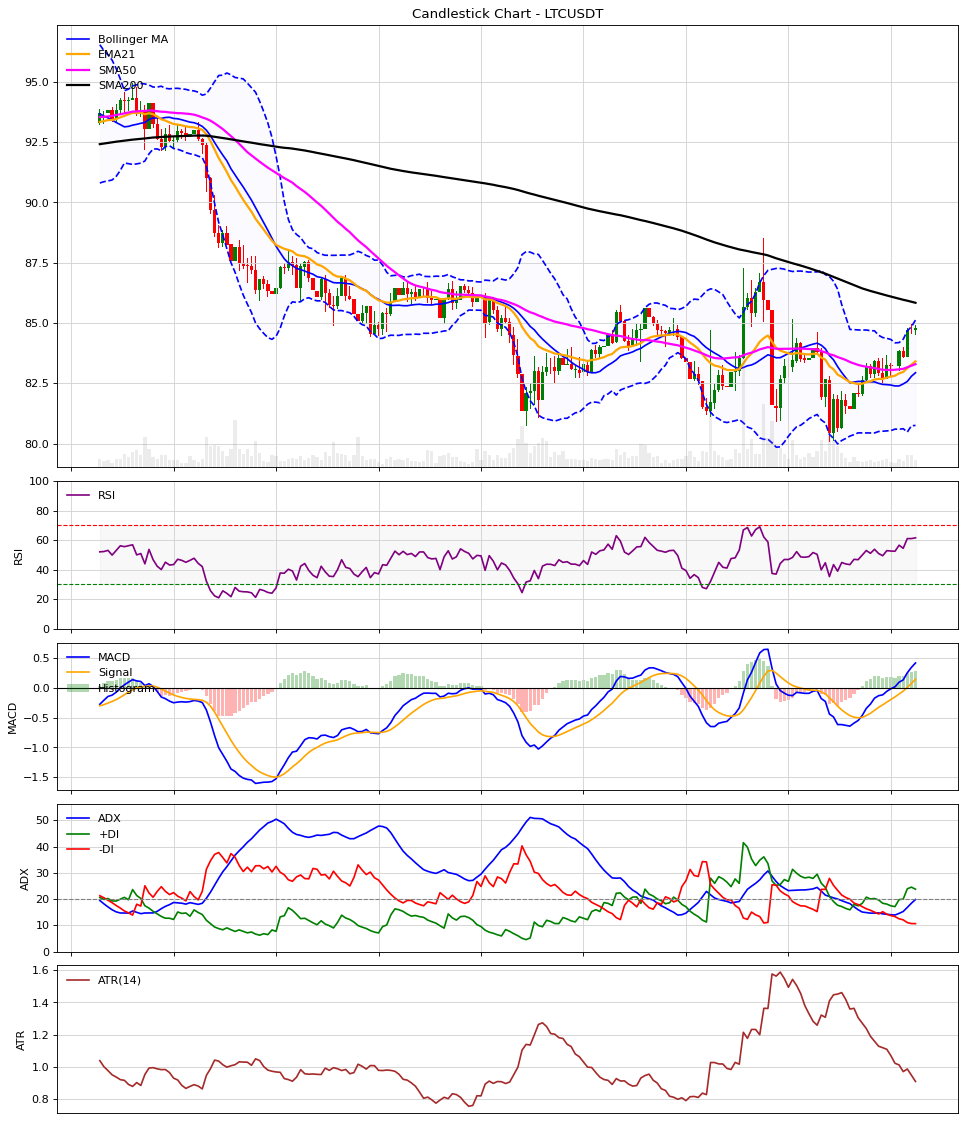 Candlestick Chart - LTCUSDT
Bollinger MA
EMA21
SMA50
SMA200
95.0
92.5
90.0
87.5
85.0
82.5
80.0
RSI
100
80
60
40
20
0
RSI
MACD
Signal
Histogram
0.5
0.0
−0.5
−1.0
−1.5
MACD
ADX
+DI
-DI
50
40
30
20
10
0
ADX
ATR(14)
1.6
1.4
1.2
1.0
0.8
ATR